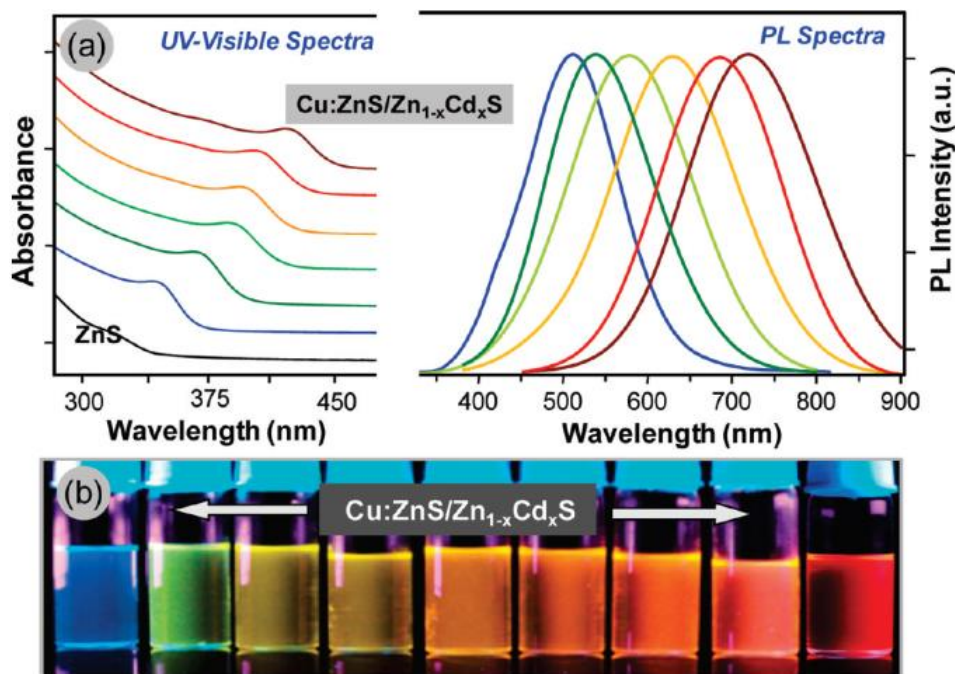 (a)
UV-Visible Spectra
PL Spectra
Cu:ZnS/Zn₁₋ₓCdₓS
Absorbance
PL Intensity (a.u.)
ZnS
300 375 450
400 500 600 700 800 900
Wavelength (nm)
Wavelength (nm)
(b)
Cu:ZnS/Zn₁₋ₓCdₓS